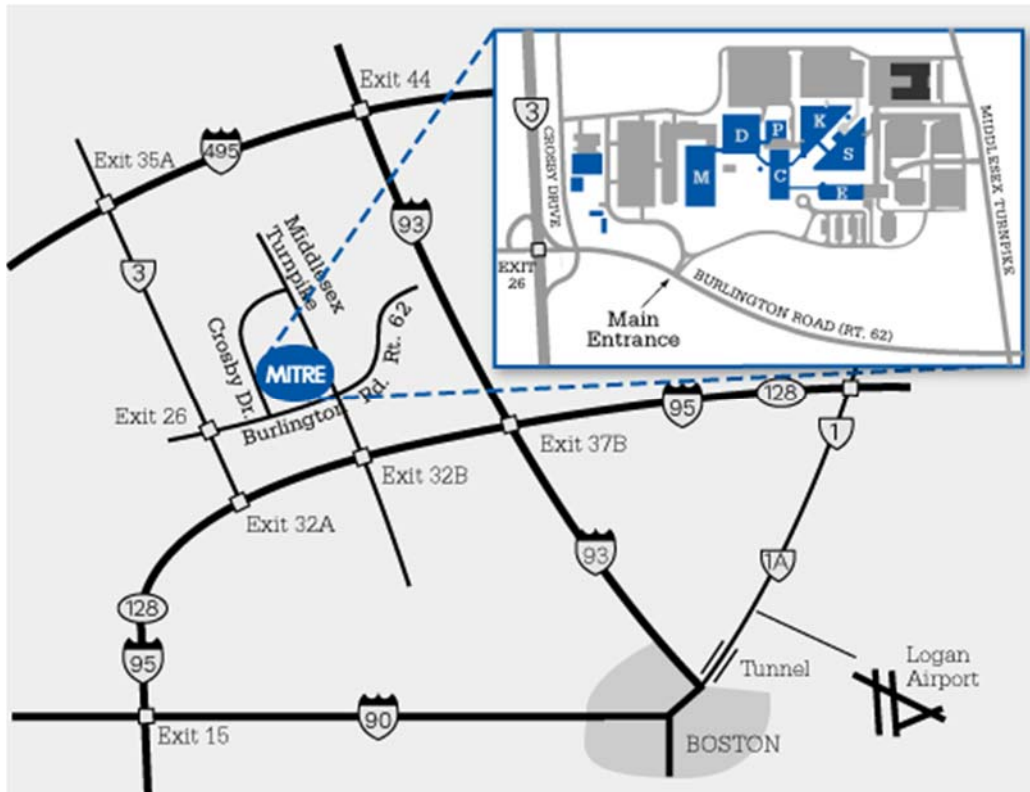 Exit 44
Exit 35A
495
93
3
Middlesex
Turnpike
Rt. 62
Crosby Dr.
MITRE
Burlington
Rd.
Exit 26
Exit 32B
Exit 32A
Exit 37B
95
128
1
93
1A
128
95
Exit 15
90
Tunnel
Logan
Airport
BOSTON
3
CROSBY DRIVE
D
P
K
S
M
C
E
MIDDLESEX TURNPIKE
EXIT
26
BURLINGTON ROAD (RT. 62)
Main
Entrance